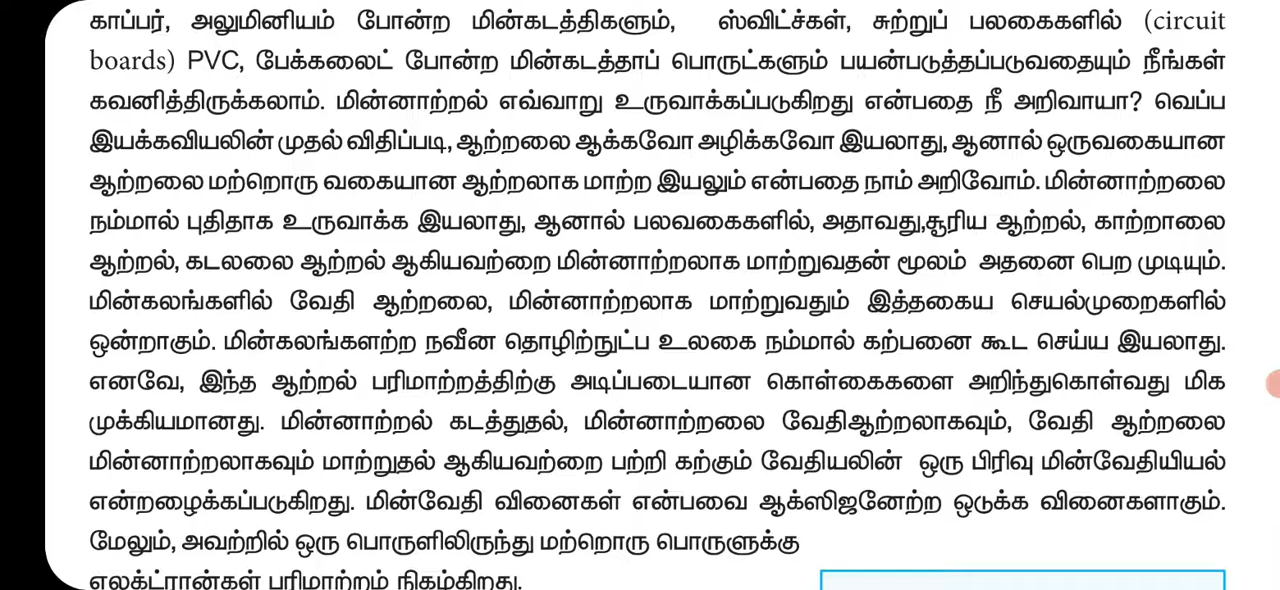 காப்பர், அலுமினியம் போன்ற மின்கடத்திகளும், ஸ்விட்ச்கள், சுற்றுப் பலகைகளில் (circuit
boards) PVC, பேக்கலைட் போன்ற மின்கடத்தாப் பொருட்களும் பயன்படுத்தப்படுவதையும் நீங்கள்
கவனித்திருக்கலாம். மின்னாற்றல் எவ்வாறு உருவாக்கப்படுகிறது என்பதை நீ அறிவாயா? வெப்ப
இயக்கவியலின் முதல் விதிப்படி, ஆற்றலை ஆக்கவோ அழிக்கவோ இயலாது, ஆனால் ஒருவகையான
ஆற்றலை மற்றொரு வகையான ஆற்றலாக மாற்ற இயலும் என்பதை நாம் அறிவோம். மின்னாற்றலை
நம்மால் புதிதாக உருவாக்க இயலாது, ஆனால் பலவகைகளில், அதாவது,சூரிய ஆற்றல், காற்றாலை
ஆற்றல், கடலலை ஆற்றல் ஆகியவற்றை மின்னாற்றலாக மாற்றுவதன் மூலம் அதனை பெற முடியும்.
மின்கலங்களில் வேதி ஆற்றலை, மின்னாற்றலாக மாற்றுவதும் இத்தகைய செயல்முறைகளில்
ஒன்றாகும். மின்கலங்களற்ற நவீன தொழிற்நுட்ப உலகை நம்மால் கற்பனை கூட செய்ய இயலாது.
எனவே, இந்த ஆற்றல் பரிமாற்றத்திற்கு அடிப்படையான கொள்கைகளை அறிந்துகொள்வது மிக
முக்கியமானது. மின்னாற்றல் கடத்துதல், மின்னாற்றலை வேதிஆற்றலாகவும், வேதி ஆற்றலை
மின்னாற்றலாகவும் மாற்றுதல் ஆகியவற்றை பற்றி கற்கும் வேதியலின் ஒரு பிரிவு மின்வேதியியல்
என்றழைக்கப்படுகிறது. மின்வேதி வினைகள் என்பவை ஆக்ஸிஜனேற்ற ஒடுக்க வினைகளாகும்.
மேலும், அவற்றில் ஒரு பொருளிலிருந்து மற்றொரு பொருளுக்கு
எலக்ட்ரான்கள் பரிமாற்றம் நிகழ்கிறது.